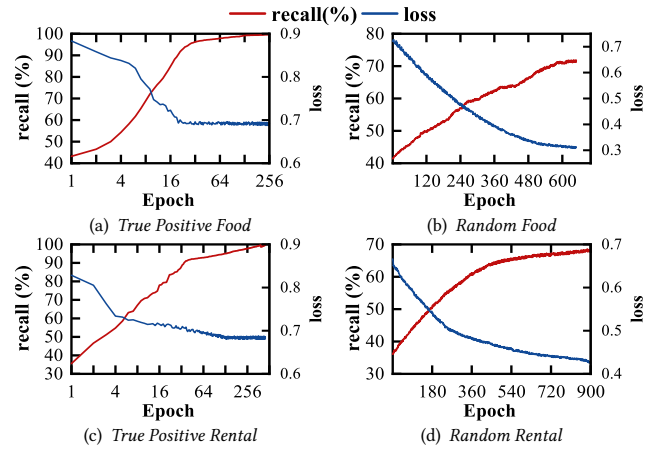 recall(%) loss
100 0.9 80
90
80 0.8 70 0.7
70 60 0.6
60 0.7 50 0.5
50 0.4
40 0.6 40 0.3
recall (%) loss recall (%) loss
1 4 16 64 256 120 240 360 480 600
Epoch Epoch
(a) True Positive Food (b) Random Food
100 0.9 70 0.7
90
80 0.8 60 0.6
70
60 50
50 0.7 40 0.5
40
30 0.6 30 0.4
recall (%) loss recall (%) loss
1 4 16 64 256 180 360 540 720 900
Epoch Epoch
(c) True Positive Rental (d) Random Rental